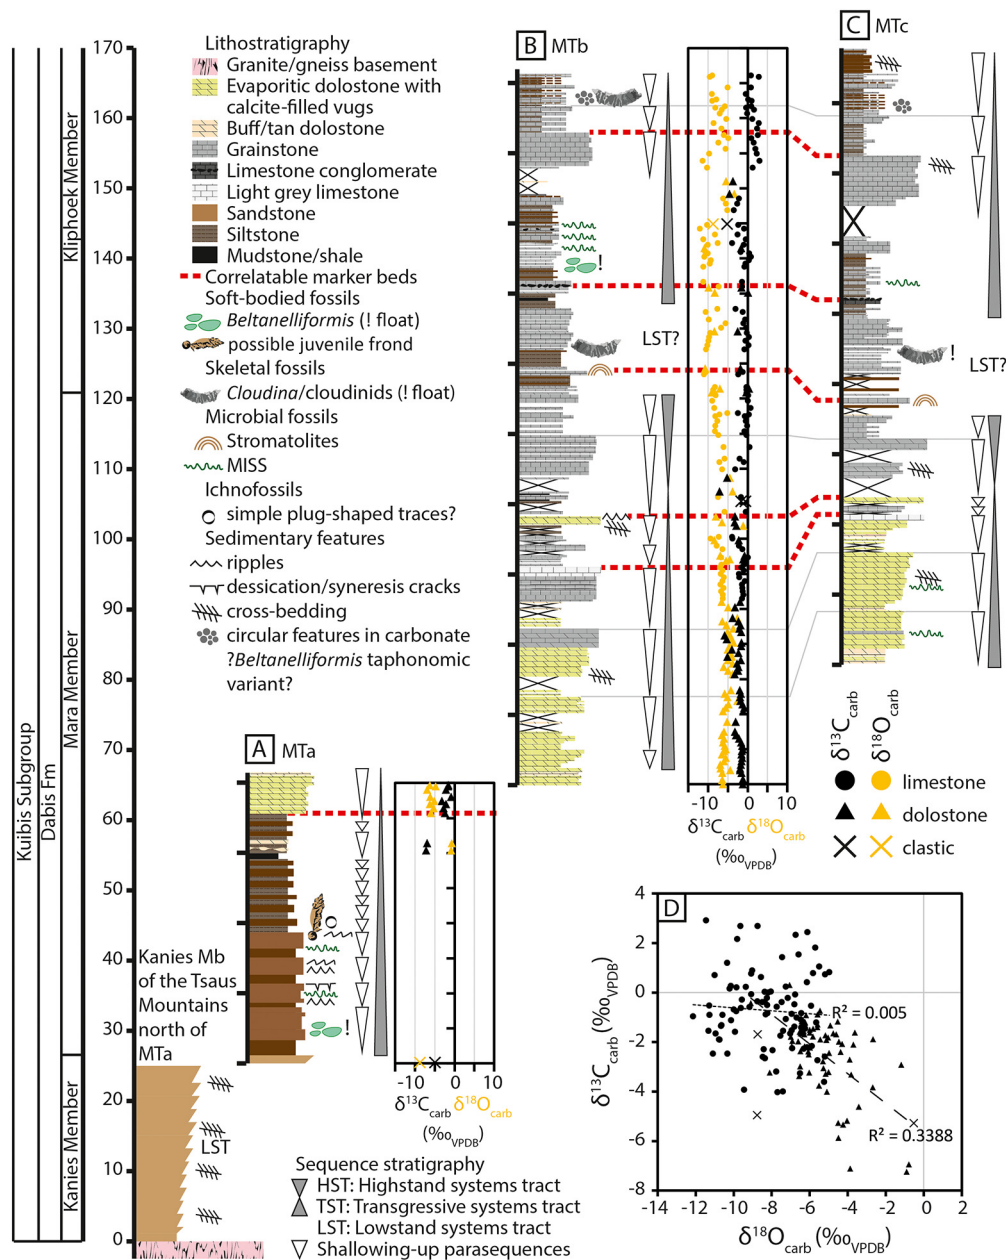 Kuibis Subgroup
Dabis Fm
Kliphoek Member
Mara Member
Kanies Member
170
160
150
140
130
120
110
100
90
80
70
60
50
40
30
20
10
0
Lithostratigraphy
Granite/gneiss basement
Evaporitic dolostone with
calcite-filled vugs
Buff/tan dolostone
Grainstone
Limestone conglomerate
Light grey limestone
Sandstone
Siltstone
Mudstone/shale
Correlatable marker beds
Soft-bodied fossils
Beltanelliformis (! float)
possible juvenile frond
Skeletal fossils
Cloudina/cloudinids (! float)
Microbial fossils
Stromatolites
MISS
Ichnofossils
simple plug-shaped traces?
Sedimentary features
ripples
dessication/syneresis cracks
cross-bedding
circular features in carbonate
?Beltanelliformis taphonomic
variant?
A MTa
!
-10 0 10
δ13Ccarb δ18Ocarb
(‰VPDB)
Kanies Mb
of the Tsaus
Mountains
north of
MTa
LST
B MTb
!
LST?
-10 0 10
δ13Ccarb δ18Ocarb
(‰VPDB)
C MTc
!
LST?
δ13Ccarb δ18Ocarb
limestone
dolostone
clastic
Sequence stratigraphy
HST: Highstand systems tract
TST: Transgressive systems tract
LST: Lowstand systems tract
Shallowing-up parasequences
D
4
2
0
-2
-4
-6
-8
δ13Ccarb (‰VPDB)
R² = 0.005
R² = 0.3388
-14 -12 -10 -8 -6 -4 -2 0 2
δ18Ocarb (‰VPDB)